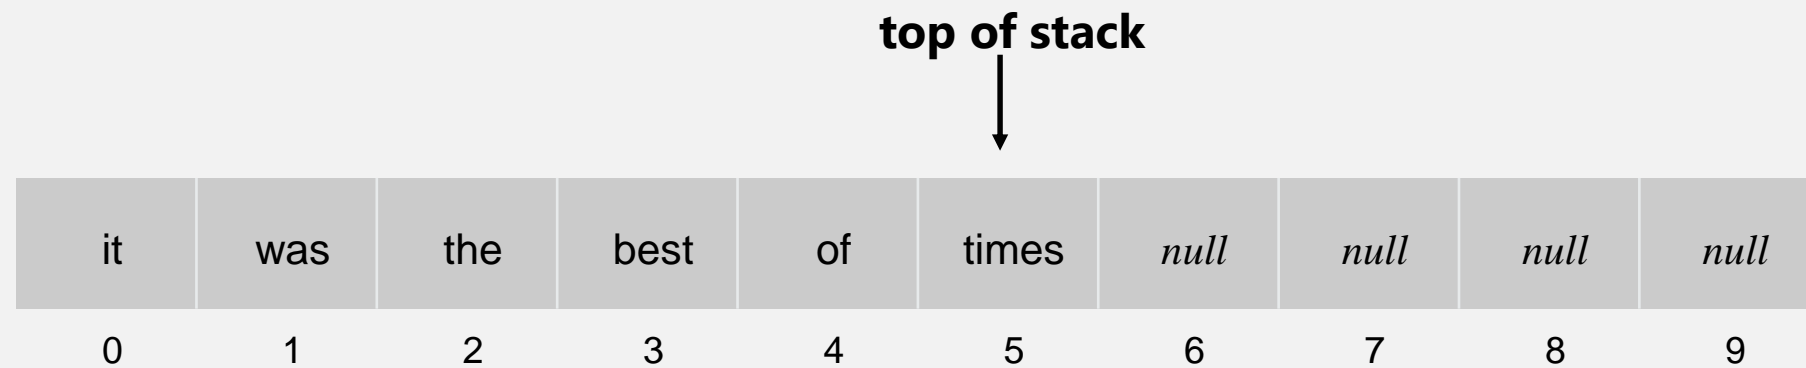 top of stack
it was the best of times null null null null
0 1 2 3 4 5 6 7 8 9